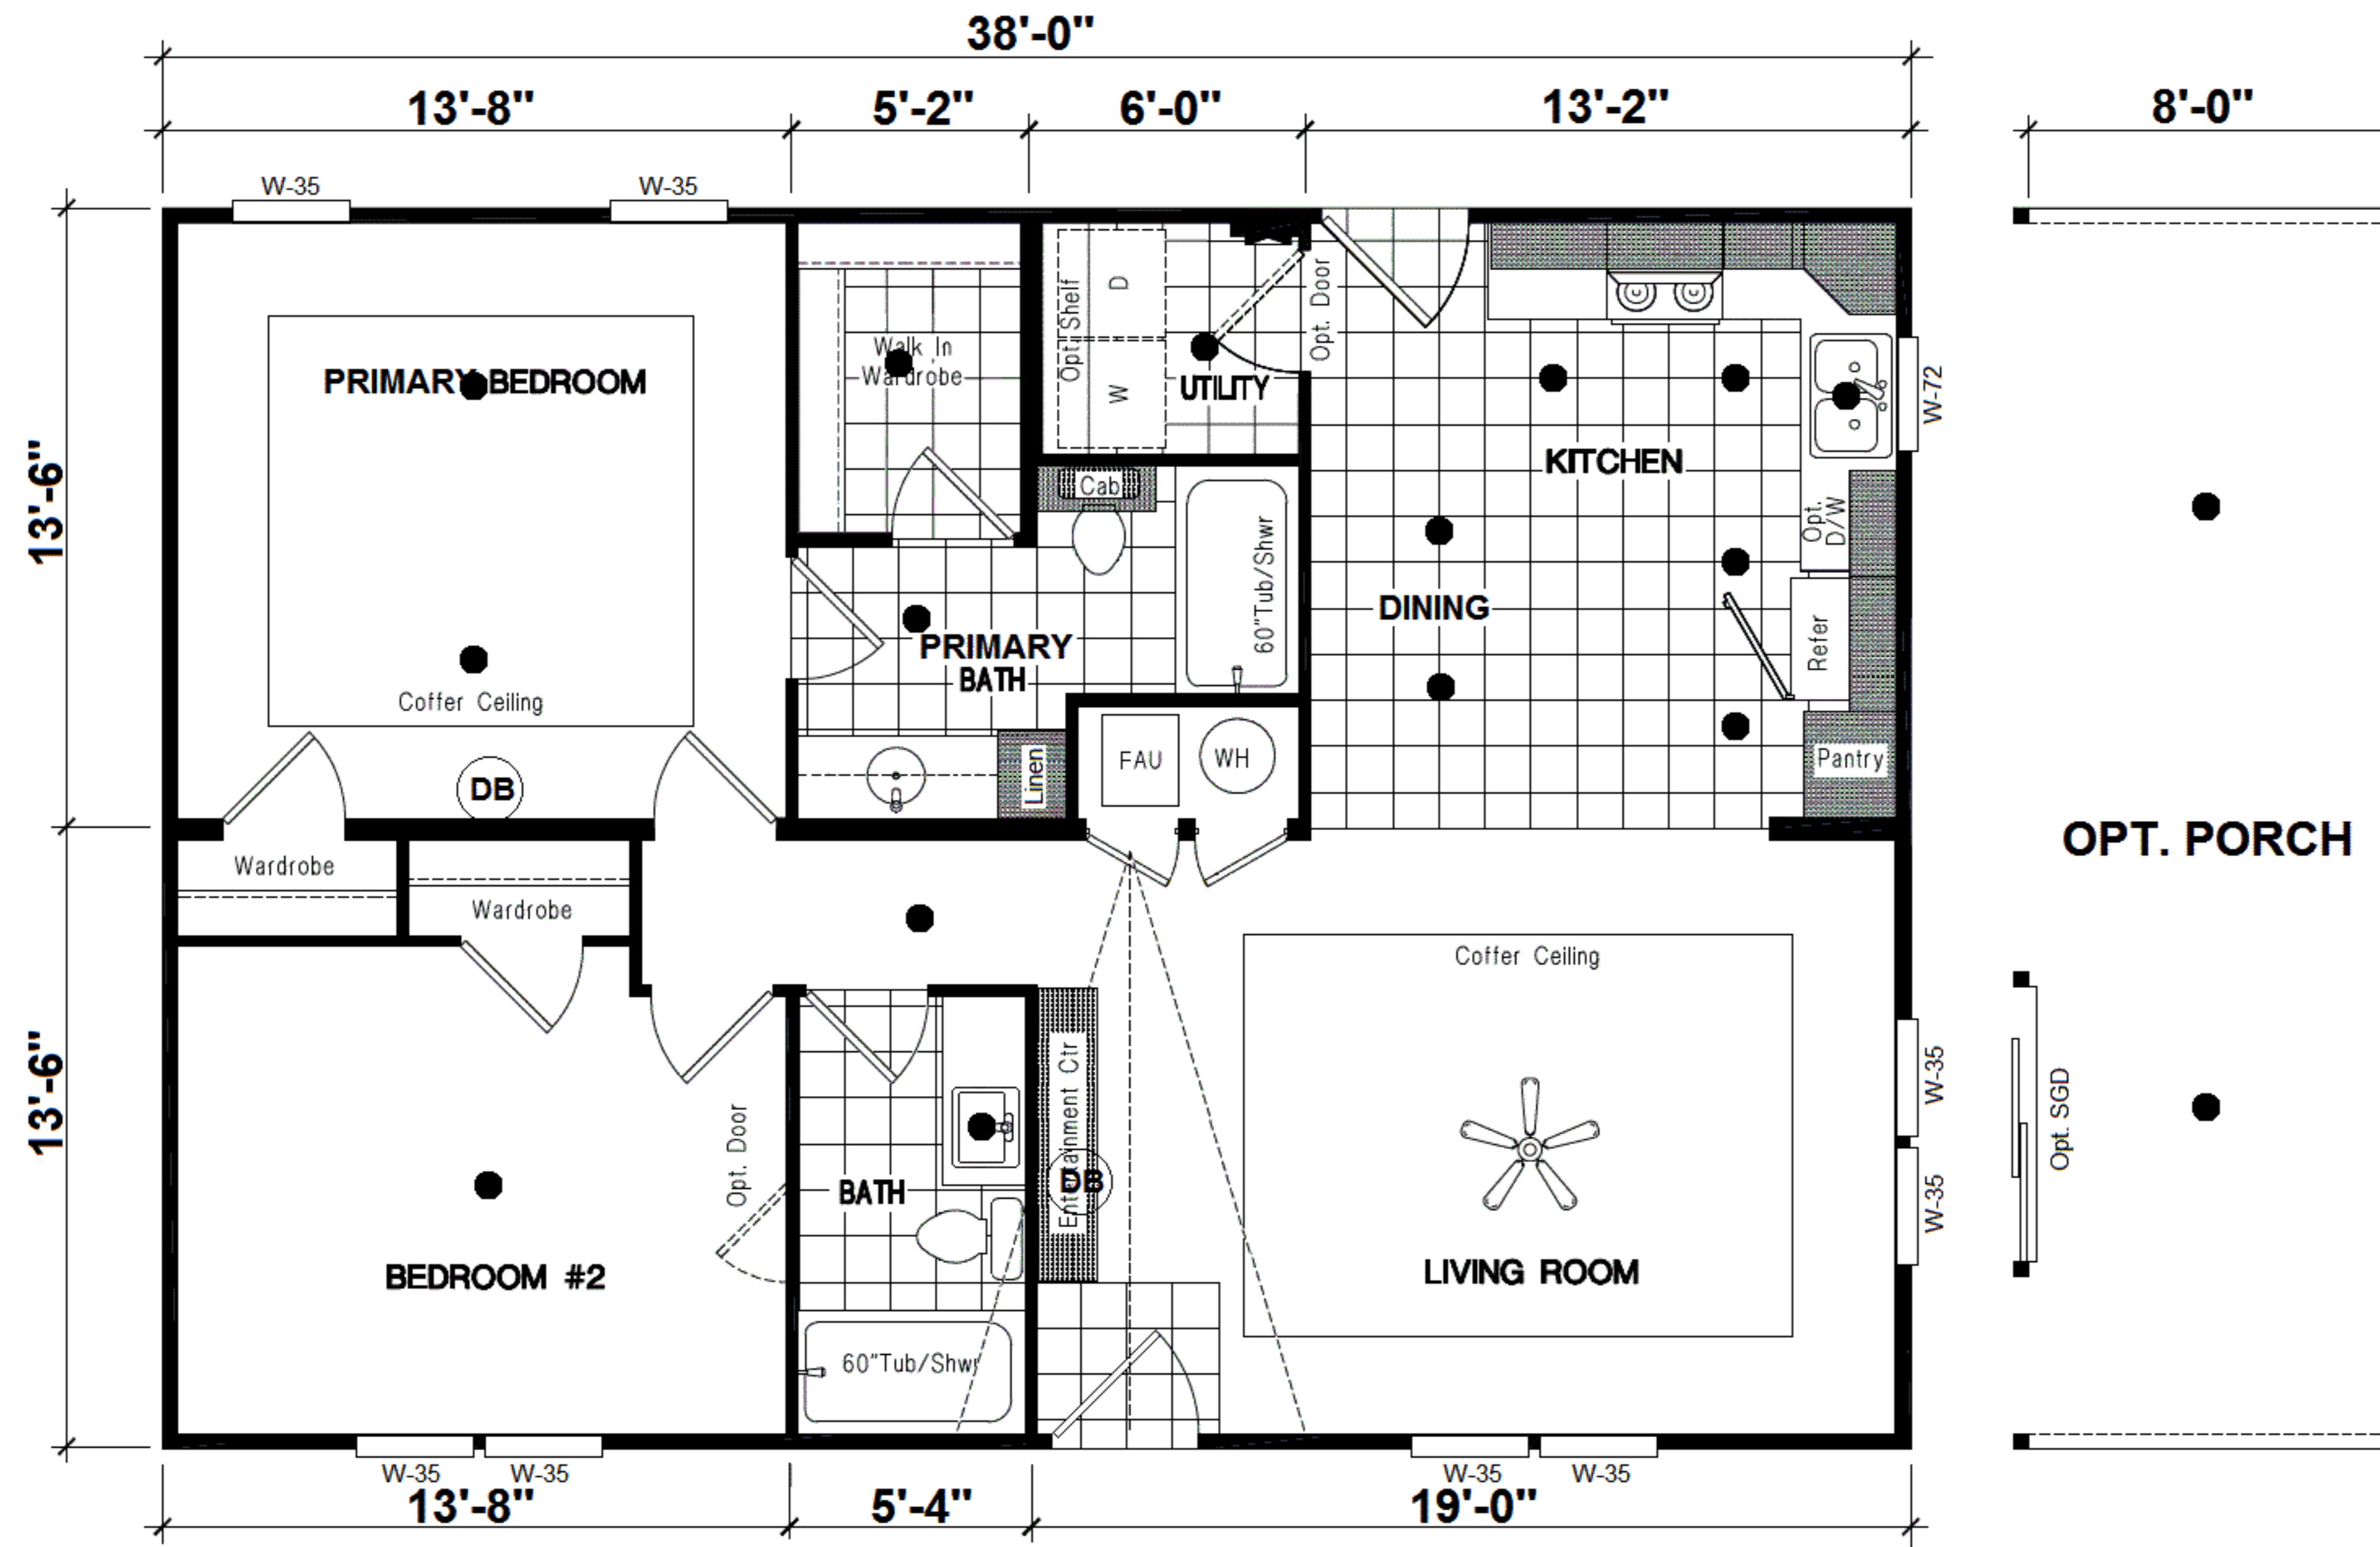 38'-0"
13'-8"
5'-2"
6'-0"
13'-2"
8'-0"
W-35
W-35
13'-6"
PRIMARY BEDROOM
Coffer Ceiling
DB
Walk In
Wardrobe
Opt. Shelf
D
W
UTILITY
Opt. Door
KITCHEN
W-72
Cab
60"Tub/Shwr
Opt.
D/W
DINING
Refer
PRIMARY
BATH
Linen
FAU
WH
Pantry
OPT. PORCH
Wardrobe
Wardrobe
13'-6"
Coffer Ceiling
Entertainment Ctr
DB
Opt. Door
BATH
BEDROOM #2
LIVING ROOM
W-35
W-35
Opt. SGD
60"Tub/Shwr
W-35
W-35
W-35
W-35
13'-8"
5'-4"
19'-0"